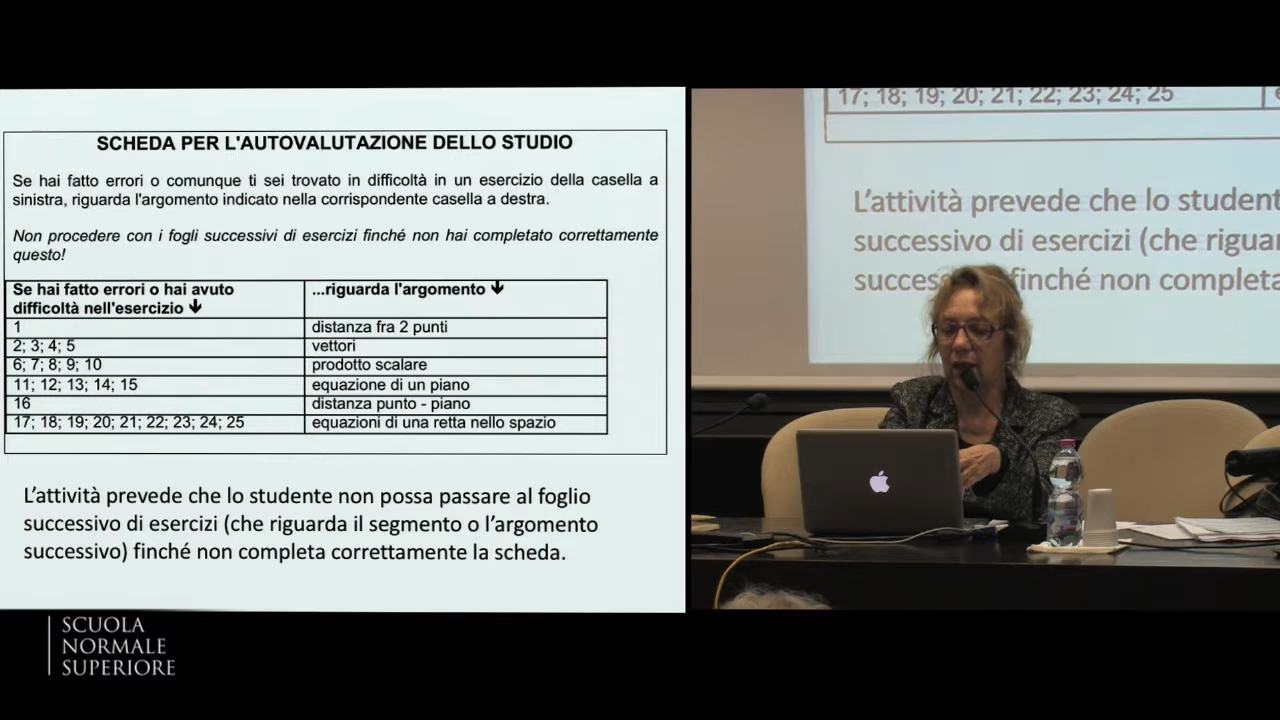 SCHEDA PER L'AUTOVALUTAZIONE DELLO STUDIO
Se hai fatto errori o comunque ti sei trovato in difficoltà in un esercizio della casella a
sinistra, riguarda l'argomento indicato nella corrispondente casella a destra.
Non procedere con i fogli successivi di esercizi finché non hai completato correttamente
questo!
Se hai fatto errori o hai avuto
difficoltà nell'esercizio ↓
...riguarda l'argomento ↓
1
distanza fra 2 punti
2; 3; 4; 5
vettori
6; 7; 8; 9; 10
prodotto scalare
11; 12; 13; 14; 15
equazione di un piano
16
distanza punto - piano
17; 18; 19; 20; 21; 22; 23; 24; 25
equazioni di una retta nello spazio
L'attività prevede che lo studente non possa passare al foglio
successivo di esercizi (che riguarda il segmento o l'argomento
successivo) finché non completa correttamente la scheda.
17; 18; 19; 20; 21; 22; 23; 24; 25
L'attività prevede che lo student
successivo di esercizi (che riguar
succes finché non completa
SCUOLA
NORMALE
SUPERIORE